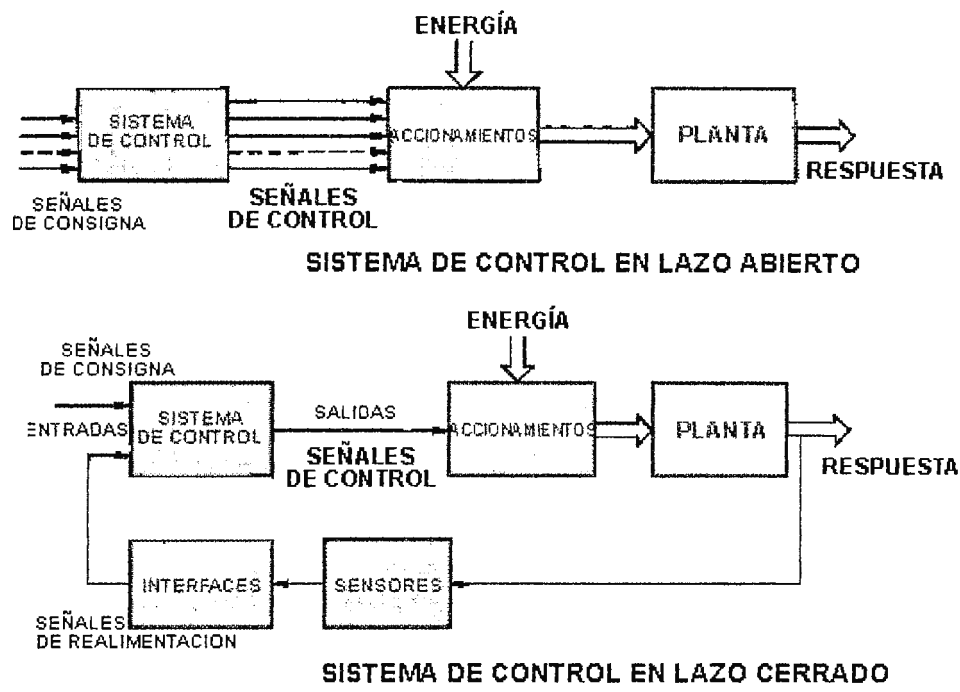 ENERGÍA
SISTEMA
DE CONTROL
ACCIONAMIENTOS
PLANTA
RESPUESTA
SEÑALES
DE CONSIGNA
SEÑALES
DE CONTROL
SISTEMA DE CONTROL EN LAZO ABIERTO
ENERGÍA
SEÑALES
DE CONSIGNA
ENTRADAS
SISTEMA
DE CONTROL
SALIDAS
SEÑALES
DE CONTROL
ACCIONAMIENTOS
PLANTA
RESPUESTA
INTERFACES
SENSORES
SEÑALES
DE REALIMENTACION
SISTEMA DE CONTROL EN LAZO CERRADO